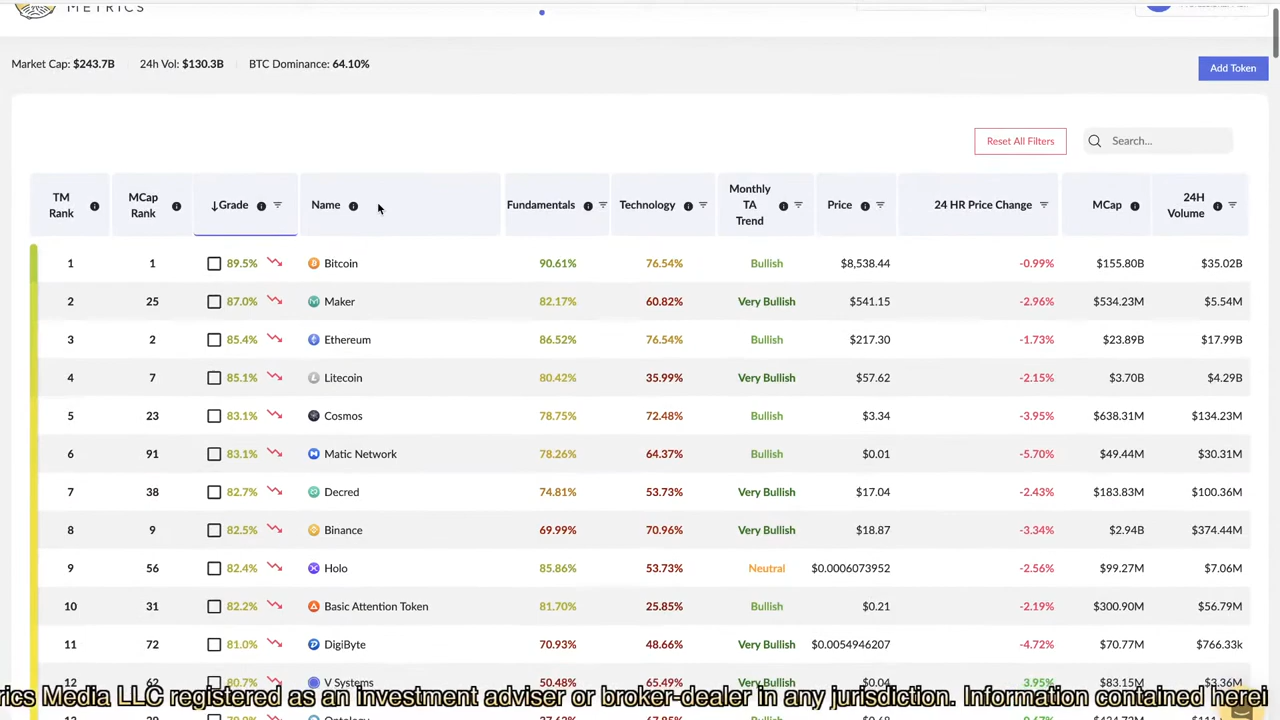 METRICS
Market Cap: $243.7B 24h Vol: $130.3B BTC Dominance: 64.10%
Add Token
Reset All Filters Search...
TM Rank MCap Rank ↓Grade Name Fundamentals Technology Monthly TA Trend Price 24 HR Price Change MCap 24H Volume
1 1 89.5% Bitcoin 90.61% 76.54% Bullish $8,538.44 -0.99% $155.80B $35.02B
2 25 87.0% Maker 82.17% 60.82% Very Bullish $541.15 -2.96% $534.23M $5.54M
3 2 85.4% Ethereum 86.52% 76.54% Bullish $217.30 -1.73% $23.89B $17.99B
4 7 85.1% Litecoin 80.42% 35.99% Very Bullish $57.62 -2.15% $3.70B $4.29B
5 23 83.1% Cosmos 78.75% 72.48% Bullish $3.34 -3.95% $638.31M $134.23M
6 91 83.1% Matic Network 78.26% 64.37% Bullish $0.01 -5.70% $49.44M $30.31M
7 38 82.7% Decred 74.81% 53.73% Very Bullish $17.04 -2.43% $183.83M $100.36M
8 9 82.5% Binance 69.99% 70.96% Very Bullish $18.87 -3.34% $2.94B $374.44M
9 56 82.4% Holo 85.86% 53.73% Neutral $0.0006073952 -2.56% $99.27M $7.06M
10 31 82.2% Basic Attention Token 81.70% 25.85% Bullish $0.21 -2.19% $300.90M $56.79M
11 72 81.0% DigiByte 70.93% 48.66% Very Bullish $0.0054946207 -4.72% $70.77M $766.33k
12 62 80.7% V Systems 50.48% 65.49% Very Bullish $0.04 3.95% $83.15M $3.36M
rics Media LLC registered as an investment adviser or broker-dealer in any jurisdiction. Information contained herei